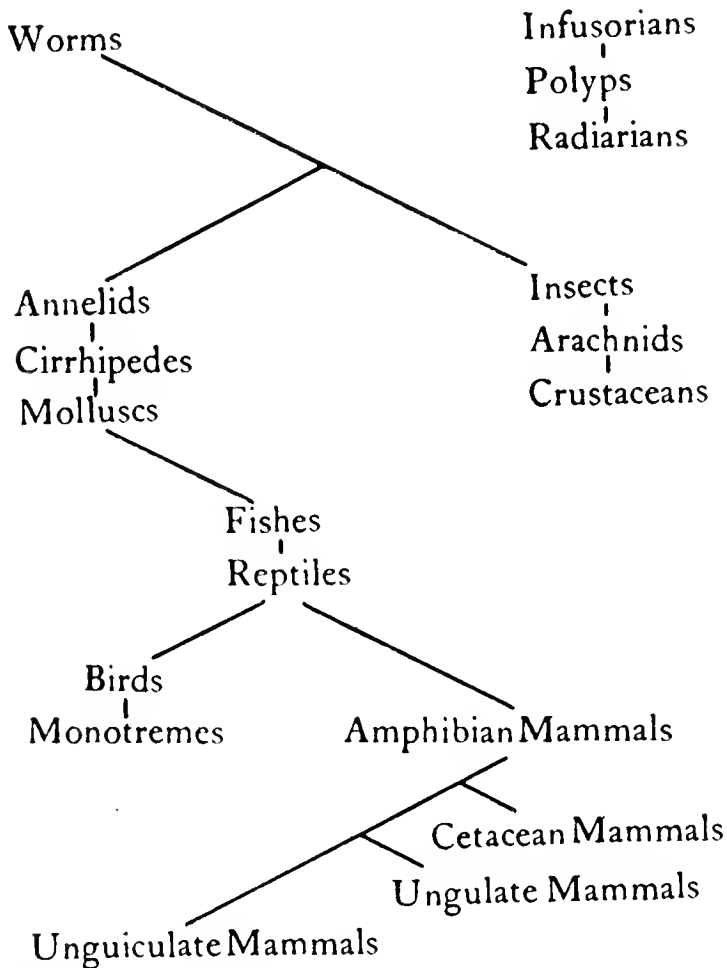 Worms
Infusorians
Polyps
Radiarians
Annelids
Cirrhipedes
Molluscs
Insects
Arachnids
Crustaceans
Fishes
Reptiles
Birds
Monotremes
Amphibian Mammals
Cetacean Mammals
Ungulate Mammals
Unguiculate Mammals